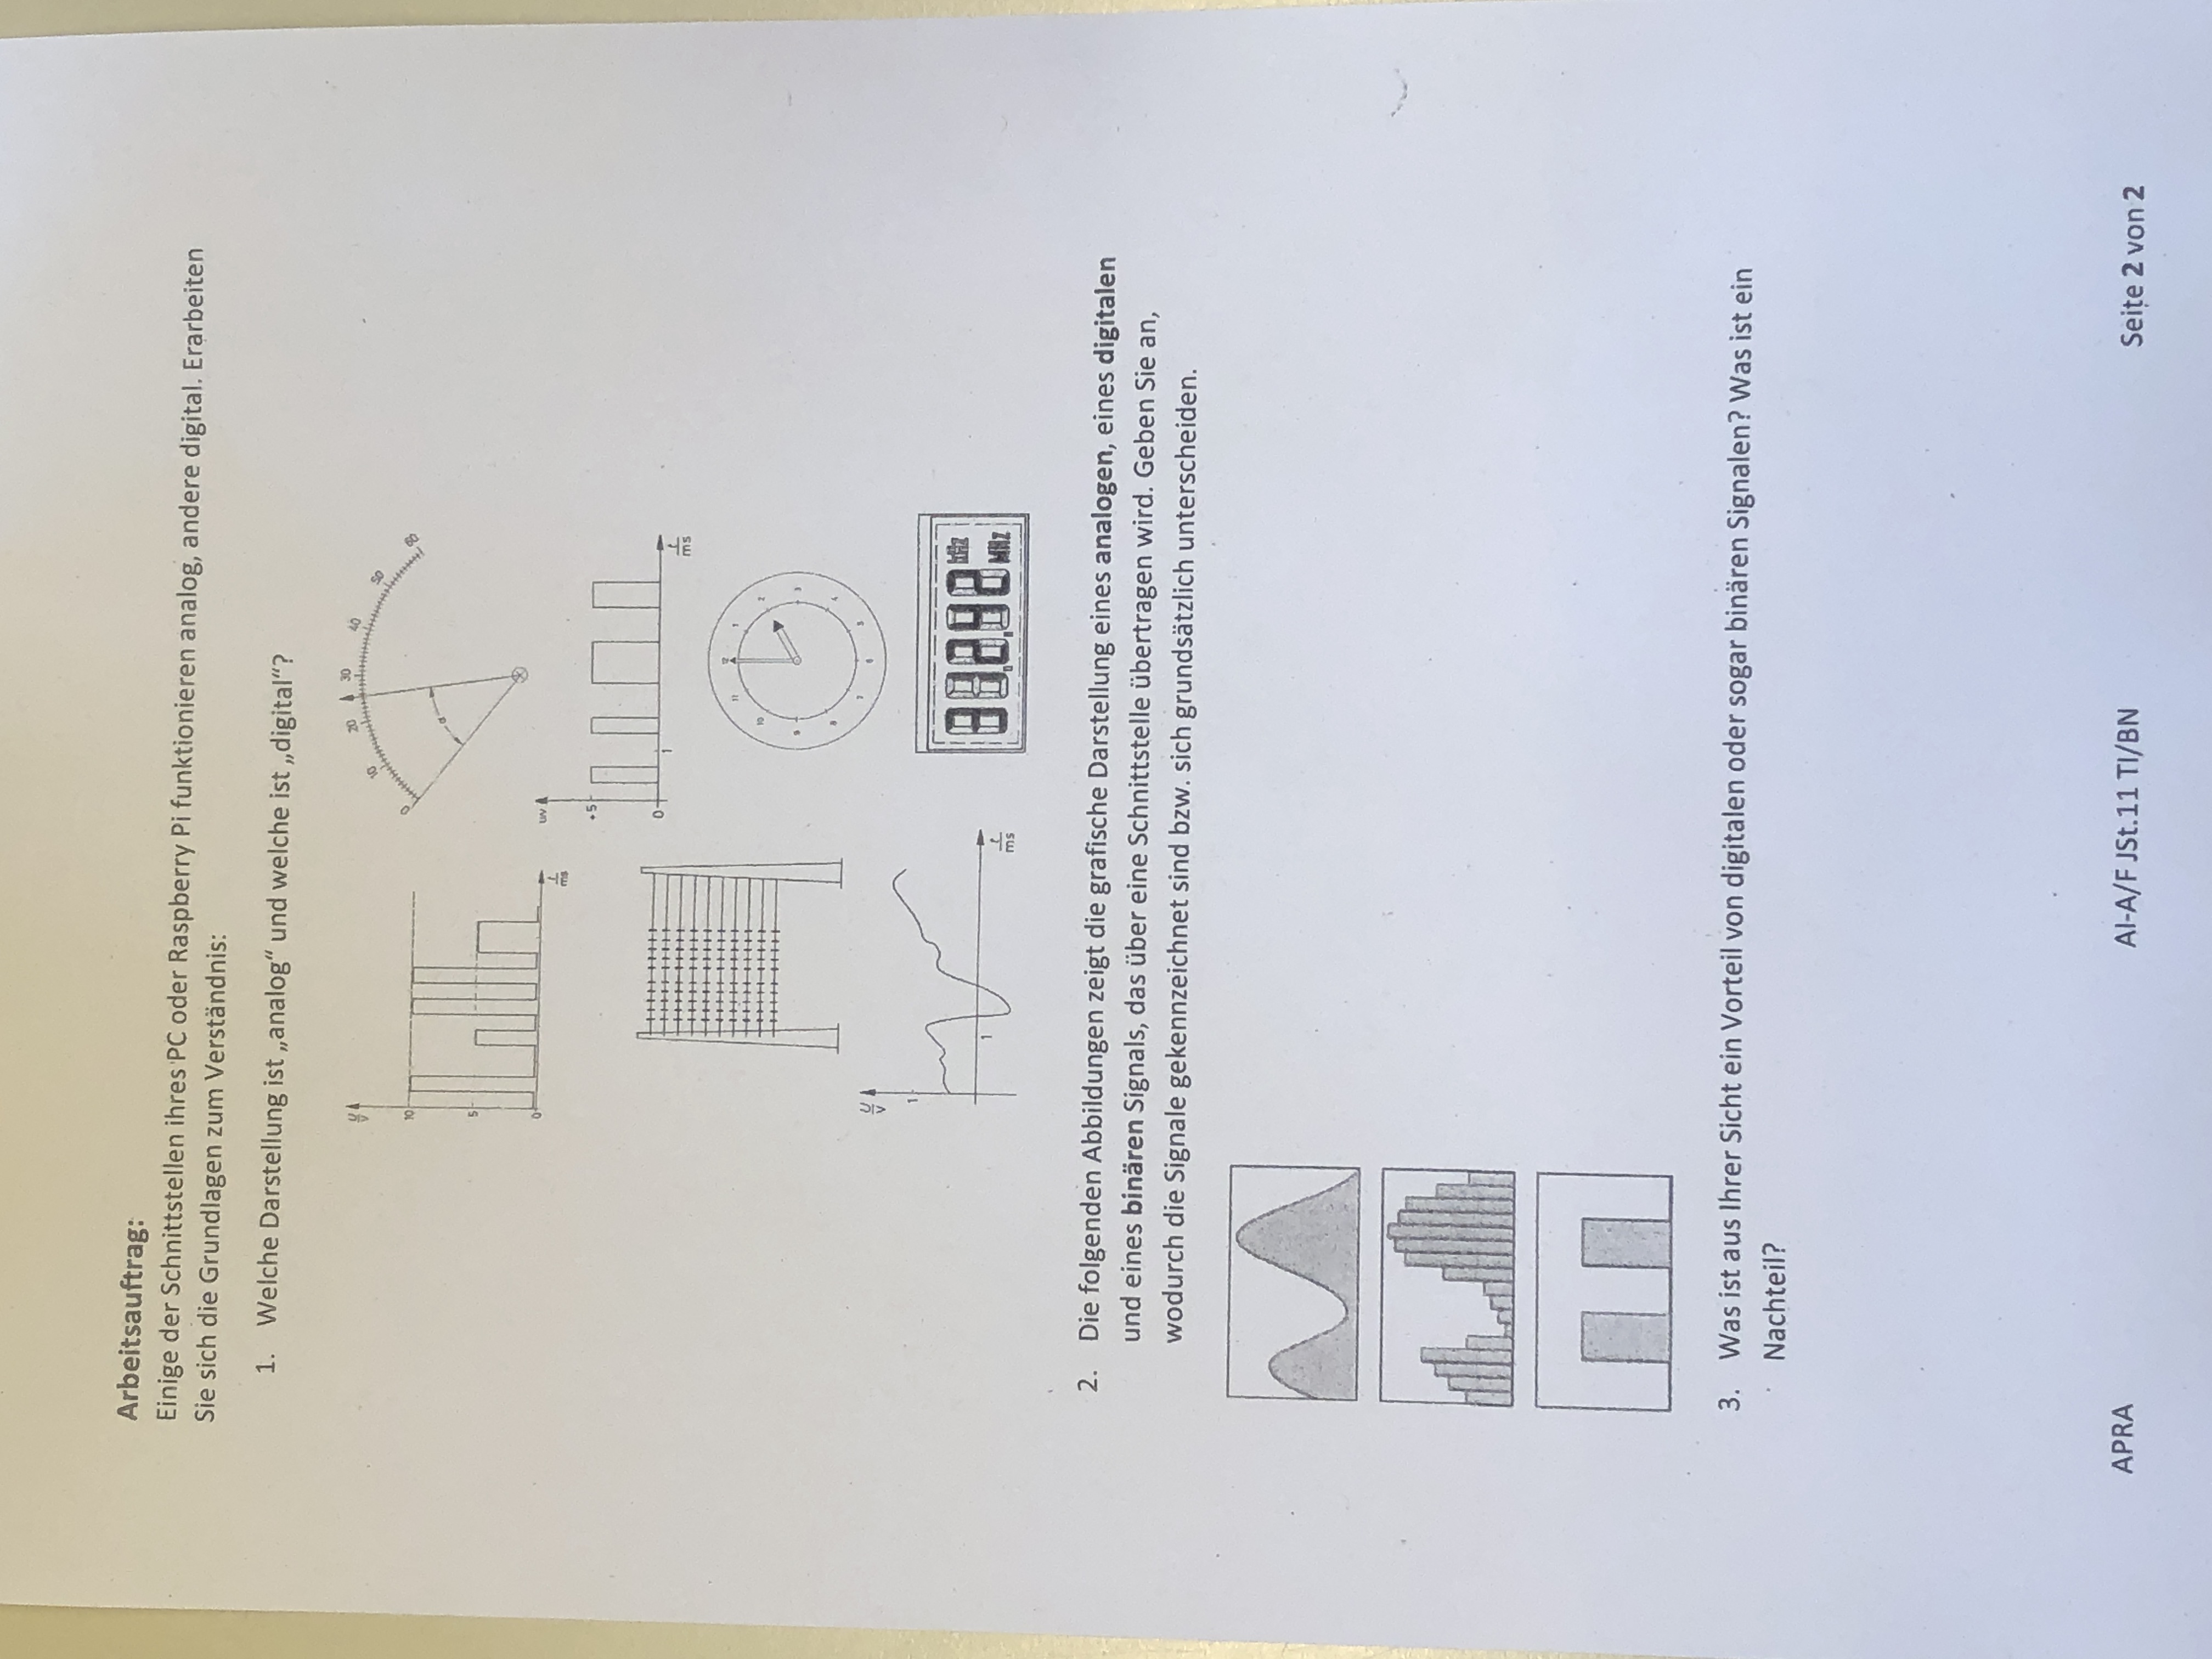 Arbeitsauftrag:
Einige der Schnittstellen ihres PC oder Raspberry Pi funktionieren analog, andere digital. Erarbeiten
Sie sich die Grundlagen zum Verständnis:
1. Welche Darstellung ist „analog“ und welche ist „digital“?
U/V
10
5
0
t/ms
0 10 20 30 40 50 60
α
U/V
+5
0
1
t/ms
12 1 2 3 4 5 6 7 8 9 10 11
U/V
1
1
t/ms
kHz
MHz
2. Die folgenden Abbildungen zeigt die grafische Darstellung eines analogen, eines digitalen
und eines binären Signals, das über eine Schnittstelle übertragen wird. Geben Sie an,
wodurch die Signale gekennzeichnet sind bzw. sich grundsätzlich unterscheiden.
3. Was ist aus Ihrer Sicht ein Vorteil von digitalen oder sogar binären Signalen? Was ist ein
Nachteil?
APRA AI-A/F JSt.11 TI/BN Seite 2 von 2